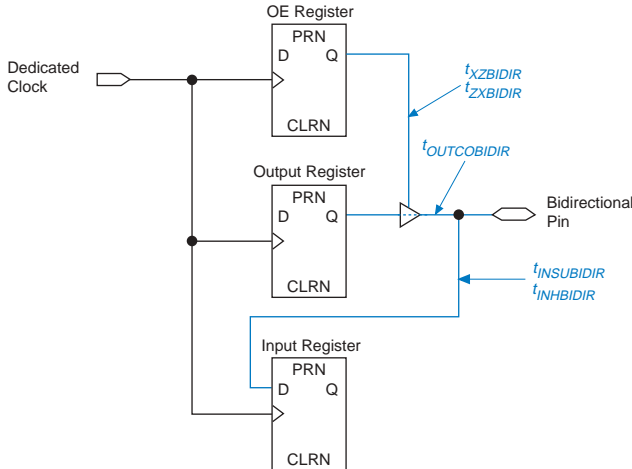 OE Register
PRN
D Q
CLRN
Dedicated
Clock
tXZBIDIR
tZXBIDIR
tOUTCOBIDIR
Output Register
PRN
D Q
CLRN
Bidirectional
Pin
tINSUBIDIR
tINHBIDIR
Input Register
PRN
D Q
CLRN